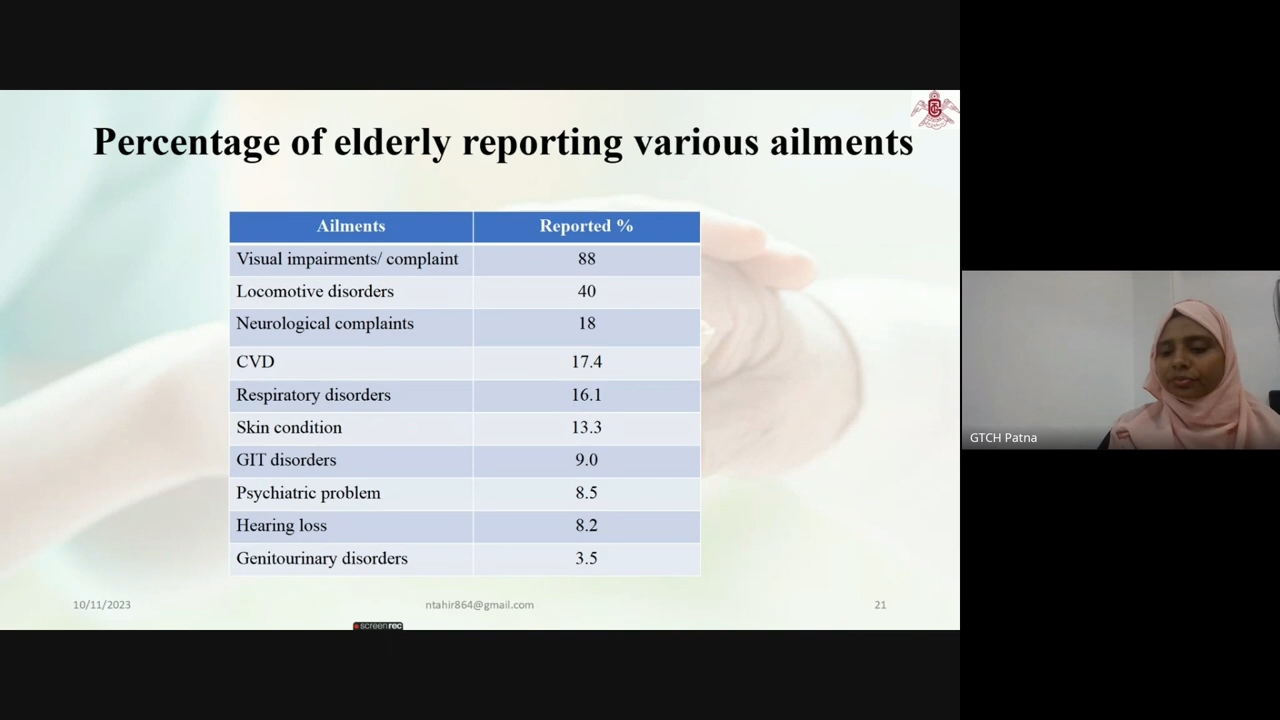 Percentage of elderly reporting various ailments
Ailments Reported %
Visual impairments/ complaint 88
Locomotive disorders 40
Neurological complaints 18
CVD 17.4
Respiratory disorders 16.1
Skin condition 13.3
GIT disorders 9.0
Psychiatric problem 8.5
Hearing loss 8.2
Genitourinary disorders 3.5
10/11/2023 ntahir864@gmail.com 21
screenrec
GTCH Patna